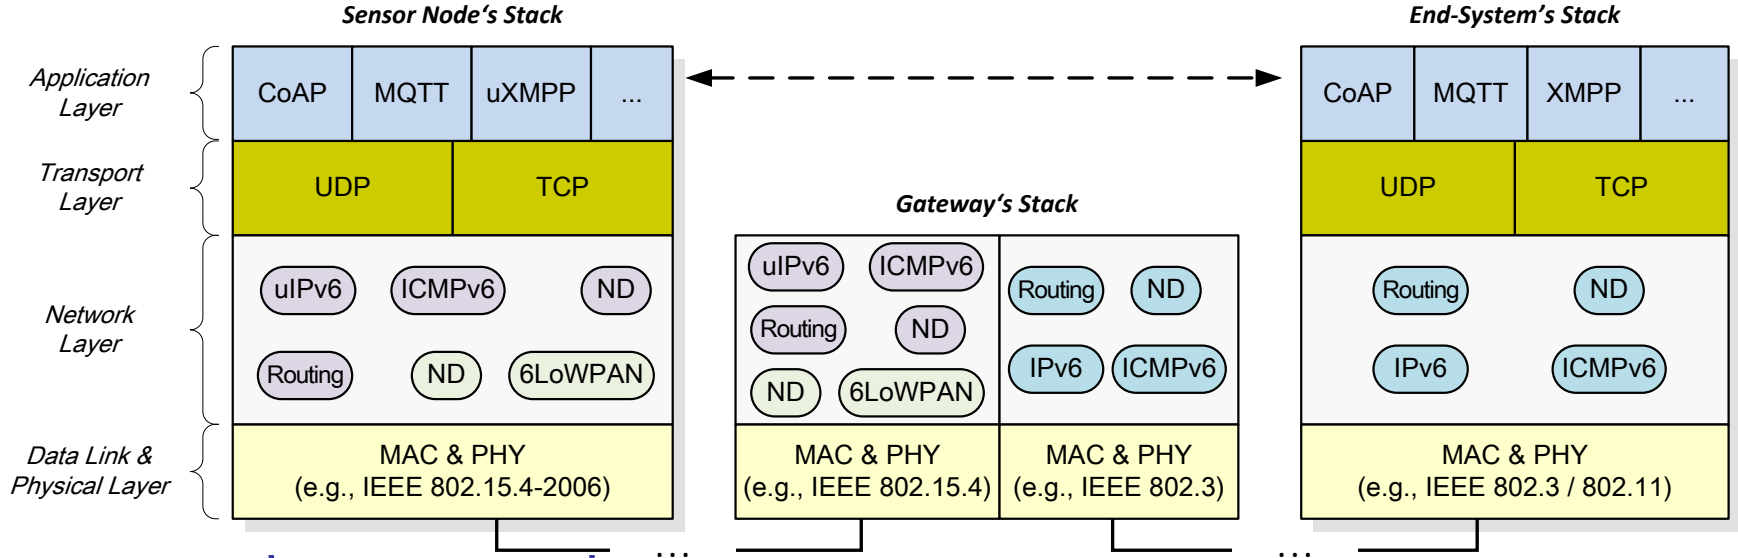 Sensor Node‘s Stack
End-System’s Stack
Application
Layer
CoAP
MQTT
uXMPP
...
CoAP
MQTT
XMPP
...
Transport
Layer
UDP
TCP
Gateway‘s Stack
UDP
TCP
Network
Layer
uIPv6
ICMPv6
ND
Routing
ND
6LoWPAN
uIPv6
ICMPv6
Routing
ND
ND
6LoWPAN
Routing
ND
IPv6
ICMPv6
Routing
ND
IPv6
ICMPv6
Data Link &
Physical Layer
MAC & PHY
(e.g., IEEE 802.15.4-2006)
MAC & PHY
(e.g., IEEE 802.15.4)
MAC & PHY
(e.g., IEEE 802.3)
MAC & PHY
(e.g., IEEE 802.3 / 802.11)
...
...